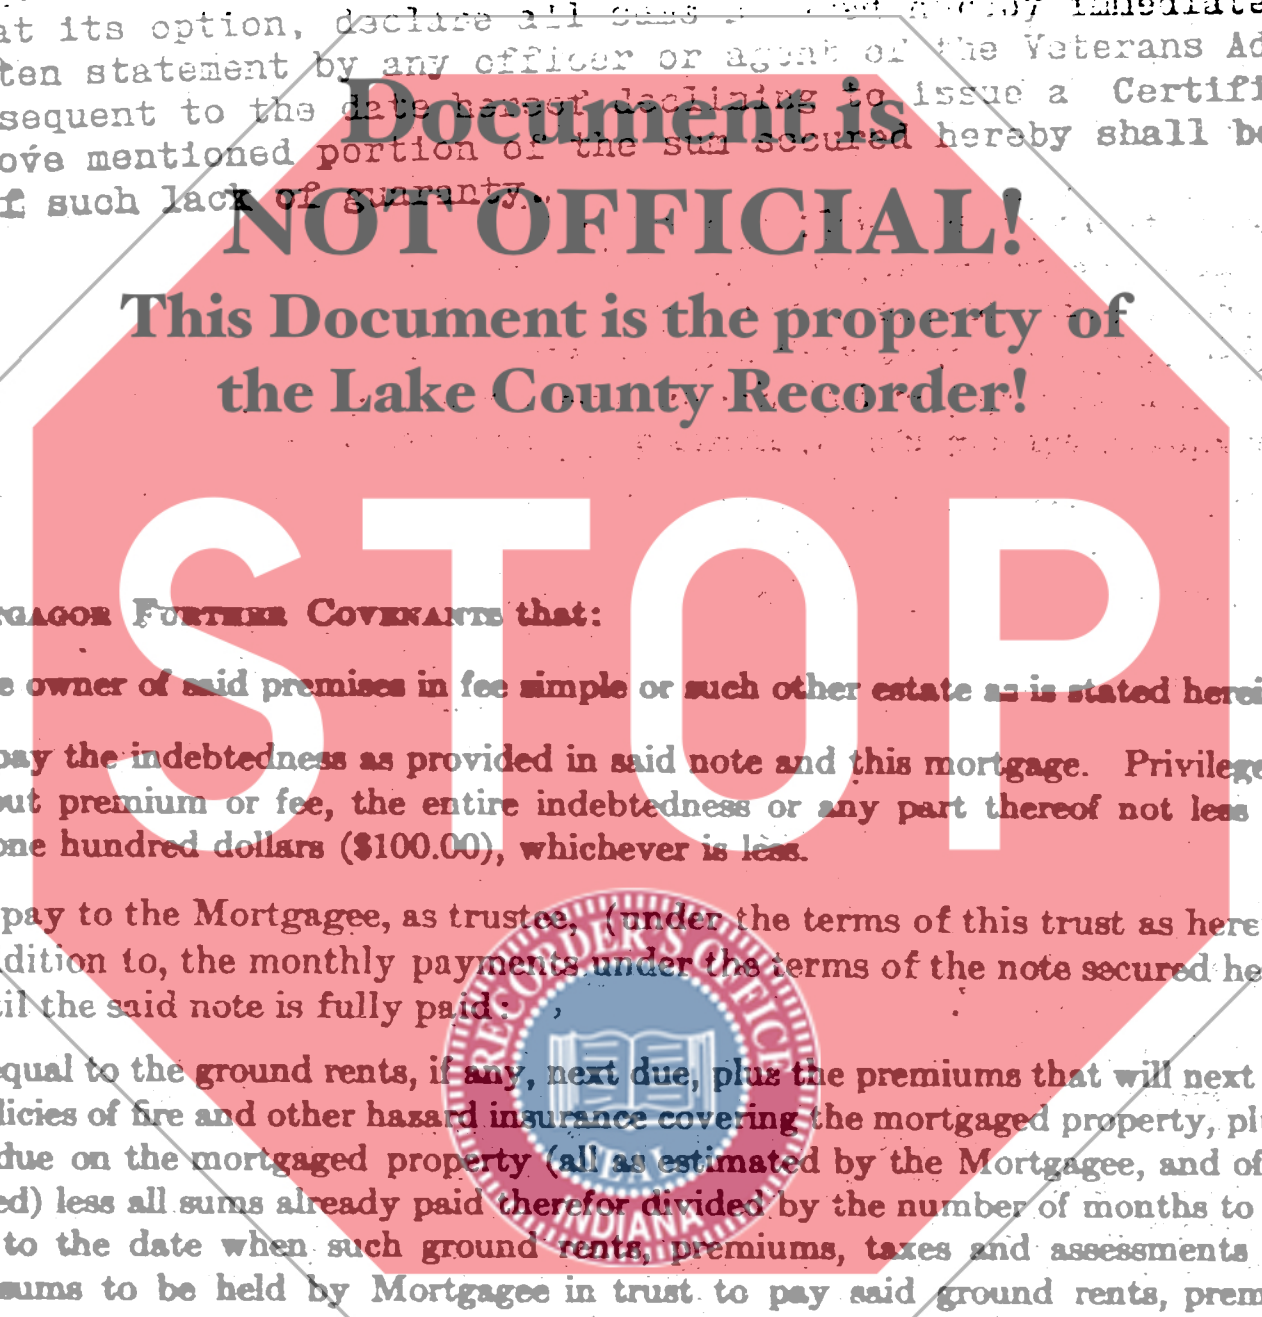 at its option, declare all sums immediate
ten statement by any officer or agent of the Veterans Ad
sequent to the date hereof declining to issue a Certifi
ove mentioned portion of the sum secured hereby shall be
f such lack of guaranty.
Document is
NOT OFFICIAL!
This Document is the property of
the Lake County Recorder!
STOP
RGAGOR FURTHER COVENANTS that:
e owner of said premises in fee simple or such other estate as is stated herei
pay the indebtedness as provided in said note and this mortgage. Privilege
out premium or fee, the entire indebtedness or any part thereof not less
one hundred dollars ($100.00), whichever is less.
pay to the Mortgagee, as trustee, (under the terms of this trust as here
dition to, the monthly payments under the terms of the note secured he
til the said note is fully paid:
equal to the ground rents, if any, next due, plus the premiums that will next
licies of fire and other hazard insurance covering the mortgaged property, pl
due on the mortgaged property (all as estimated by the Mortgagee, and of
ed) less all sums already paid therefor divided by the number of months to
to the date when such ground rents, premiums, taxes and assessments
sums to be held by Mortgagee in trust to pay said ground rents, prem
RECORDER'S OFFICE
INDIANA